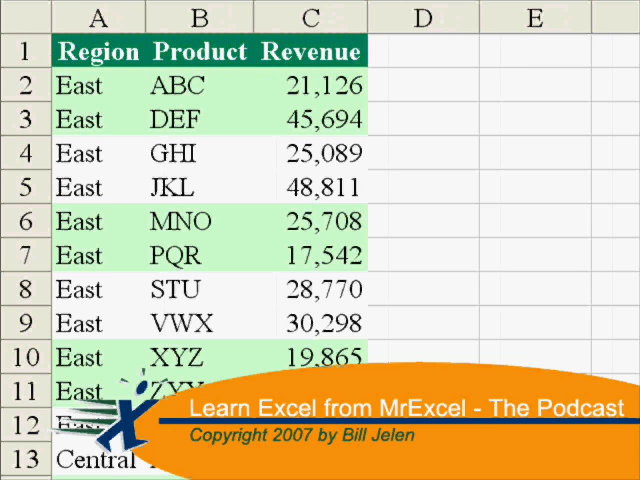 A B C D E
1 Region Product Revenue
2 East ABC 21,126
3 East DEF 45,694
4 East GHI 25,089
5 East JKL 48,811
6 East MNO 25,708
7 East PQR 17,542
8 East STU 28,770
9 East VWX 30,298
10 East XYZ 19,865
11 East
12 East
13 Central
Learn Excel from MrExcel - The Podcast
Copyright 2007 by Bill Jelen